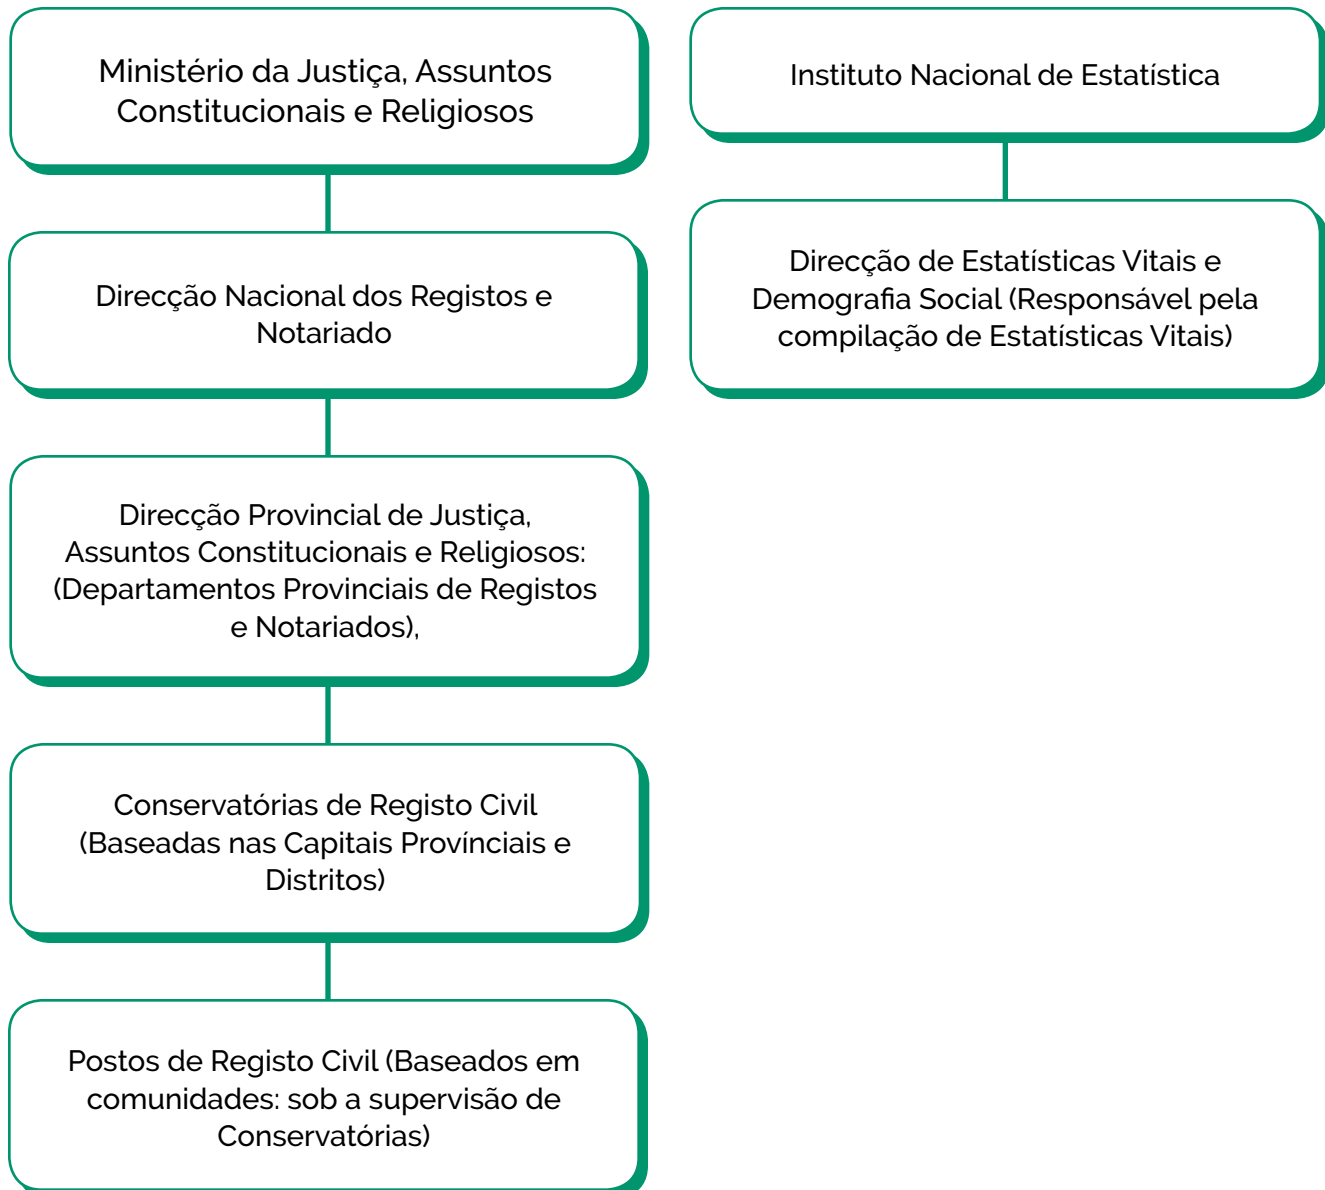 Ministério da Justiça, Assuntos
Constitucionais e Religiosos
Direcção Nacional dos Registos e
Notariado
Direcção Provincial de Justiça,
Assuntos Constitucionais e Religiosos:
(Departamentos Provinciais de Registos
e Notariados),
Conservatórias de Registo Civil
(Baseadas nas Capitais Províncias e
Distritos)
Postos de Registo Civil (Baseados em
comunidades: sob a supervisão de
Conservatórias)
Instituto Nacional de Estatística
Direcção de Estatísticas Vitais e
Demografia Social (Responsável pela
compilação de Estatísticas Vitais)